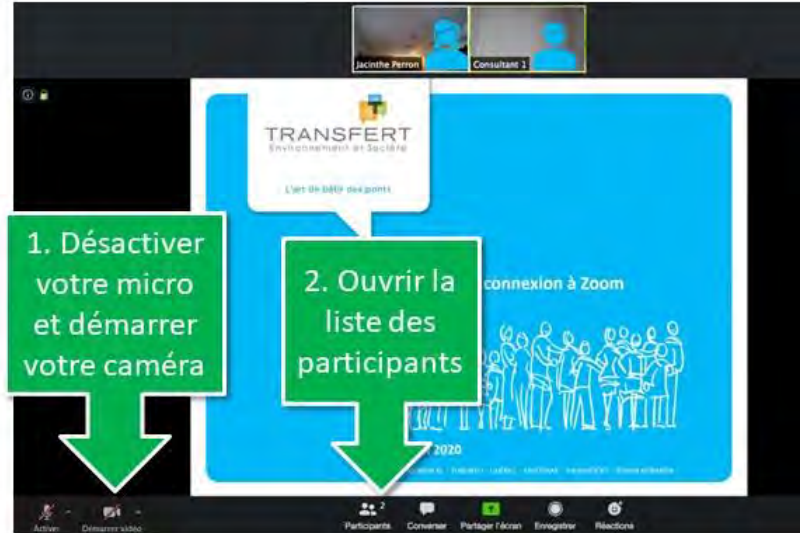 Jacinthe Perron
Consultant 1
TRANSFERT
Environnement et Société
L'art de bâtir des ponts
connexion à Zoom
2020
1. Désactiver
votre micro
et démarrer
votre caméra
2. Ouvrir la
liste des
participants
Activer
Démarrer vidéo
2
Participants
Converser
Partager l'écran
Enregistrer
Réactions